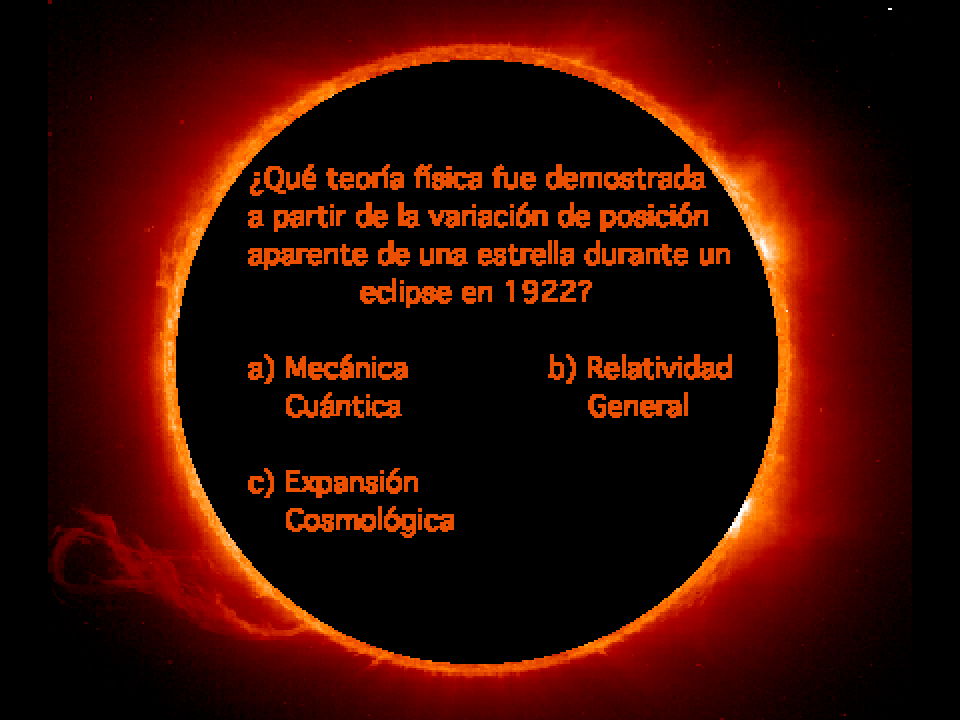 ¿Qué teoría física fue demostrada
a partir de la variación de posición
aparente de una estrella durante un
eclipse en 1922?
a) Mecánica
Cuántica
b) Relatividad
General
c) Expansión
Cosmológica